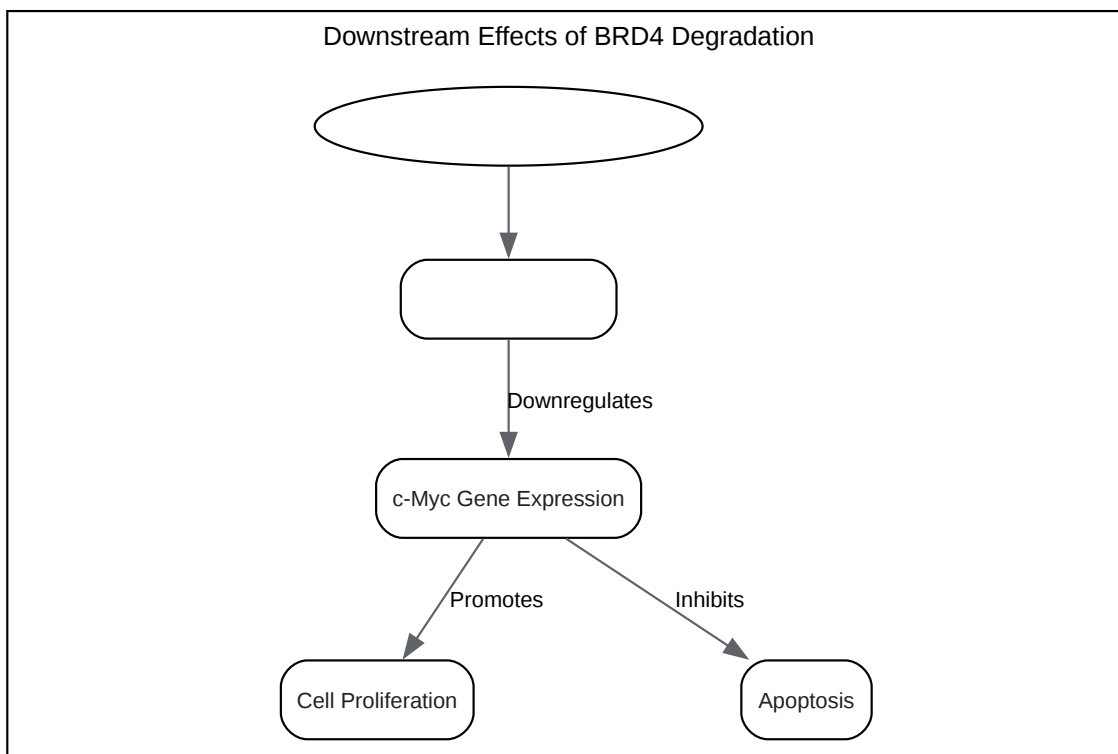 Downstream Effects of BRD4 Degradation
Downregulates
c-Myc Gene Expression
Promotes
Inhibits
Cell Proliferation
Apoptosis